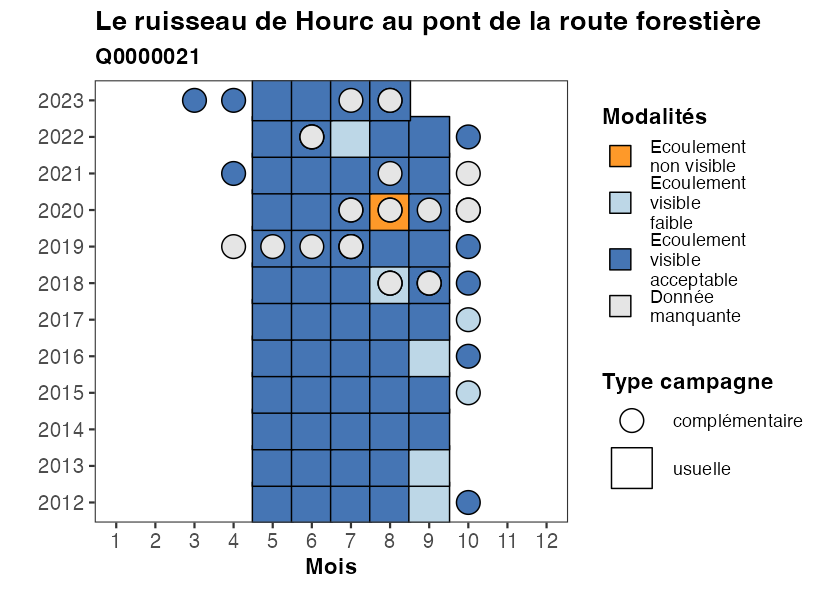 Le ruisseau de Hourc au pont de la route forestière
Q0000021
2023
2022
2021
2020
2019
2018
2017
2016
2015
2014
2013
2012
1 2 3 4 5 6 7 8 9 10 11 12
Mois
Modalités
Ecoulement
non visible
Ecoulement
visible
faible
Ecoulement
visible
acceptable
Donnée
manquante
Type campagne
complémentaire
usuelle